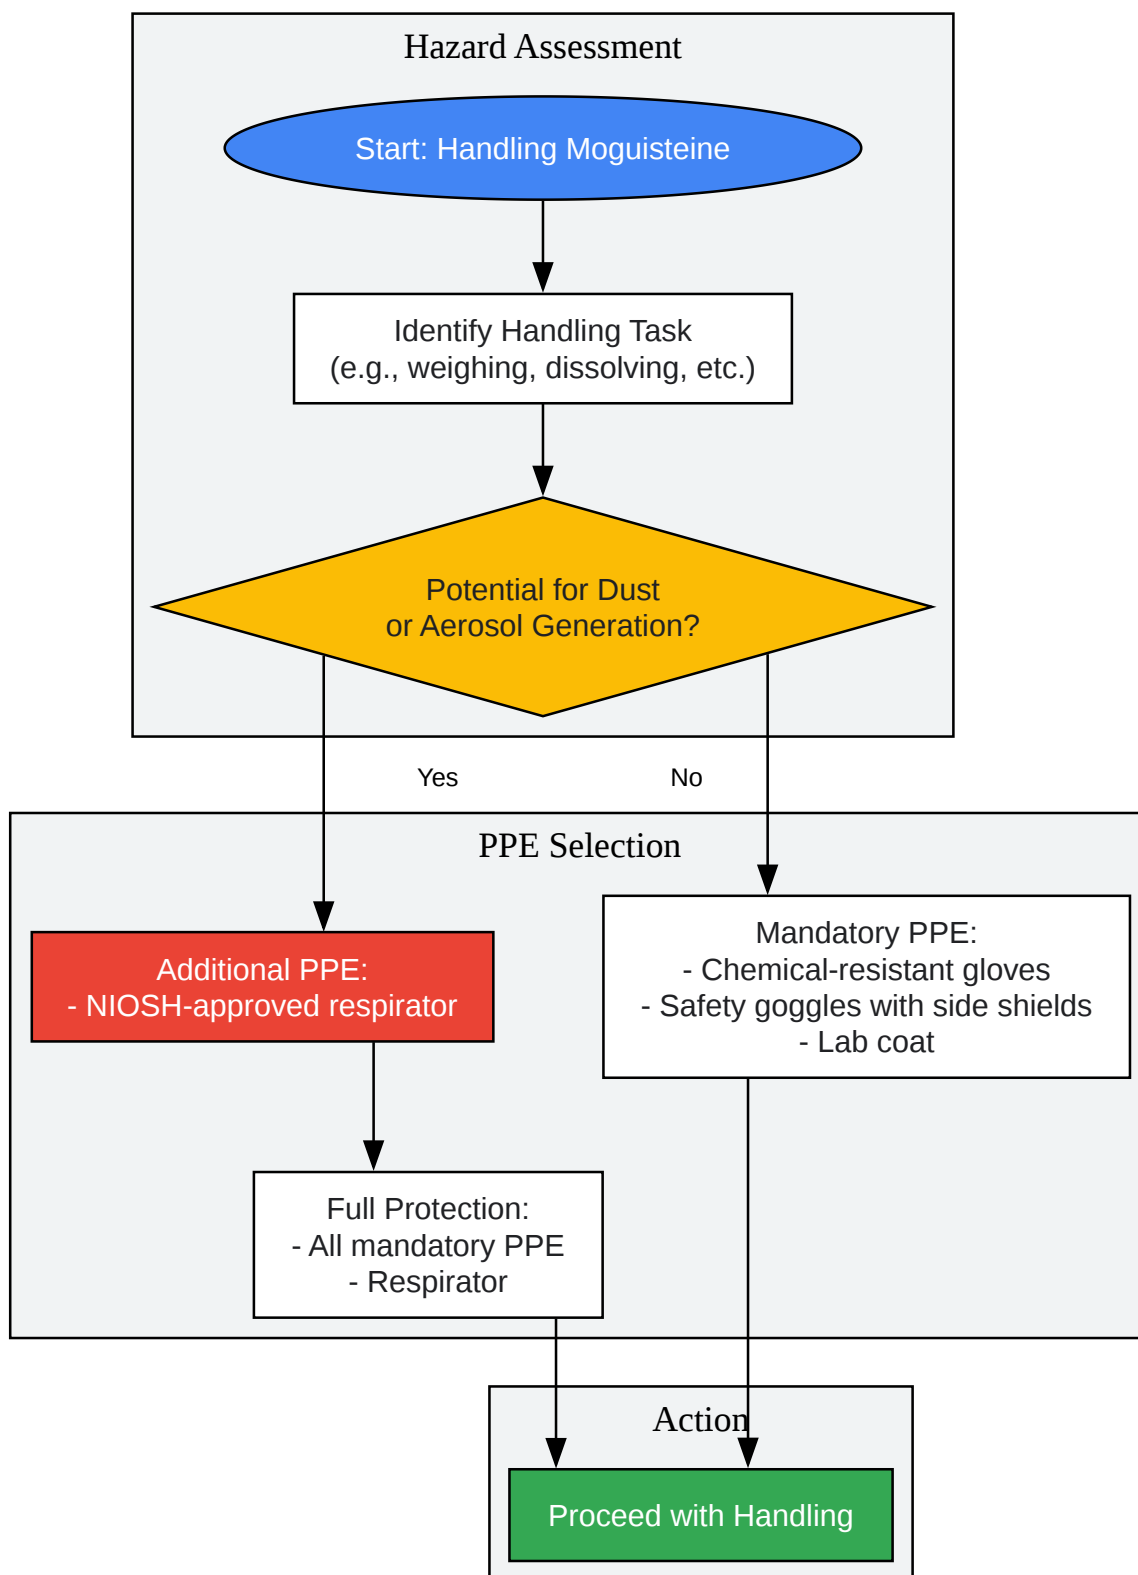 Hazard Assessment
Start: Handling Moguisteine
Identify Handling Task
(e.g., weighing, dissolving, etc.)
Potential for Dust
or Aerosol Generation?
Yes
No
PPE Selection
Additional PPE:
- NIOSH-approved respirator
Mandatory PPE:
- Chemical-resistant gloves
- Safety goggles with side shields
- Lab coat
Full Protection:
- All mandatory PPE
- Respirator
Action
Proceed with Handling